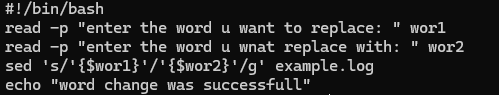 #!/bin/bash
read -p "enter the word u want to replace: " wor1
read -p "enter the word u wnat replace with: " wor2
sed 's/'{$wor1}'/'{$wor2}'/g' example.log
echo "word change was successfull"